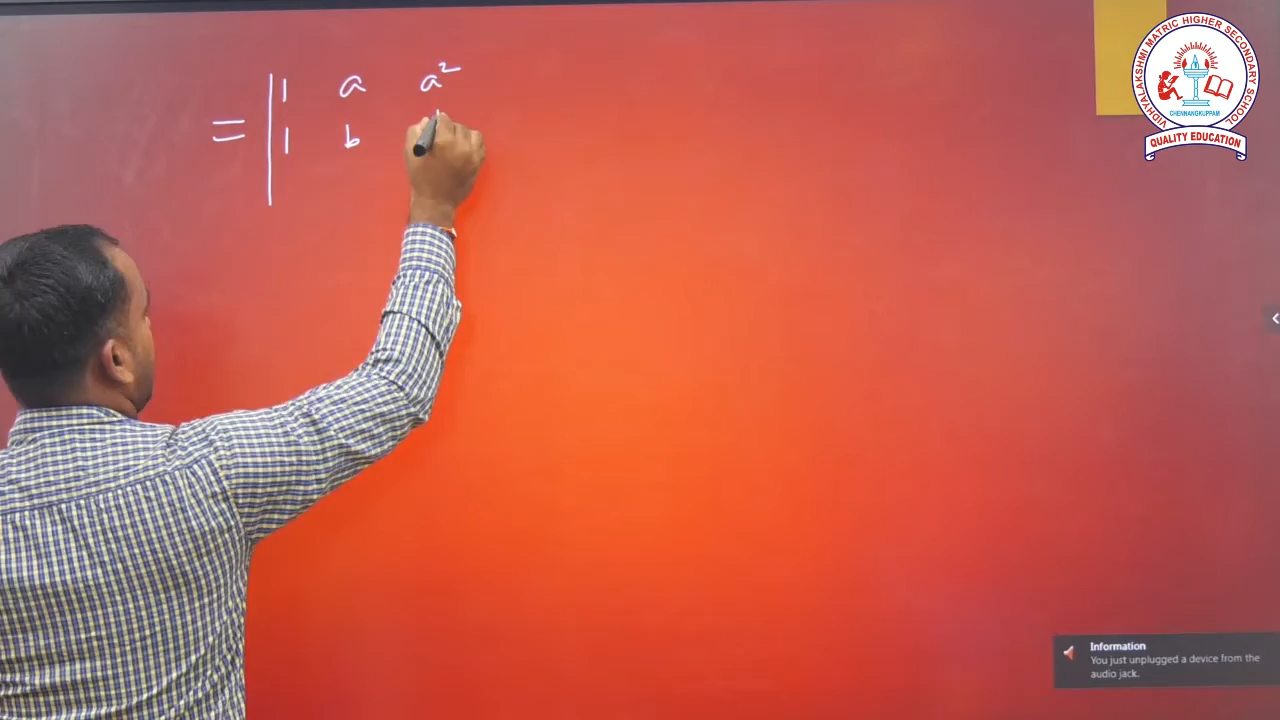 = | 1 a a²
1 b
VIDHYALAKSHMI MATRIC HIGHER SECONDARY SCHOOL
CHENNANGKUPPAM
QUALITY EDUCATION
Information
You just unplugged a device from the
audio jack.